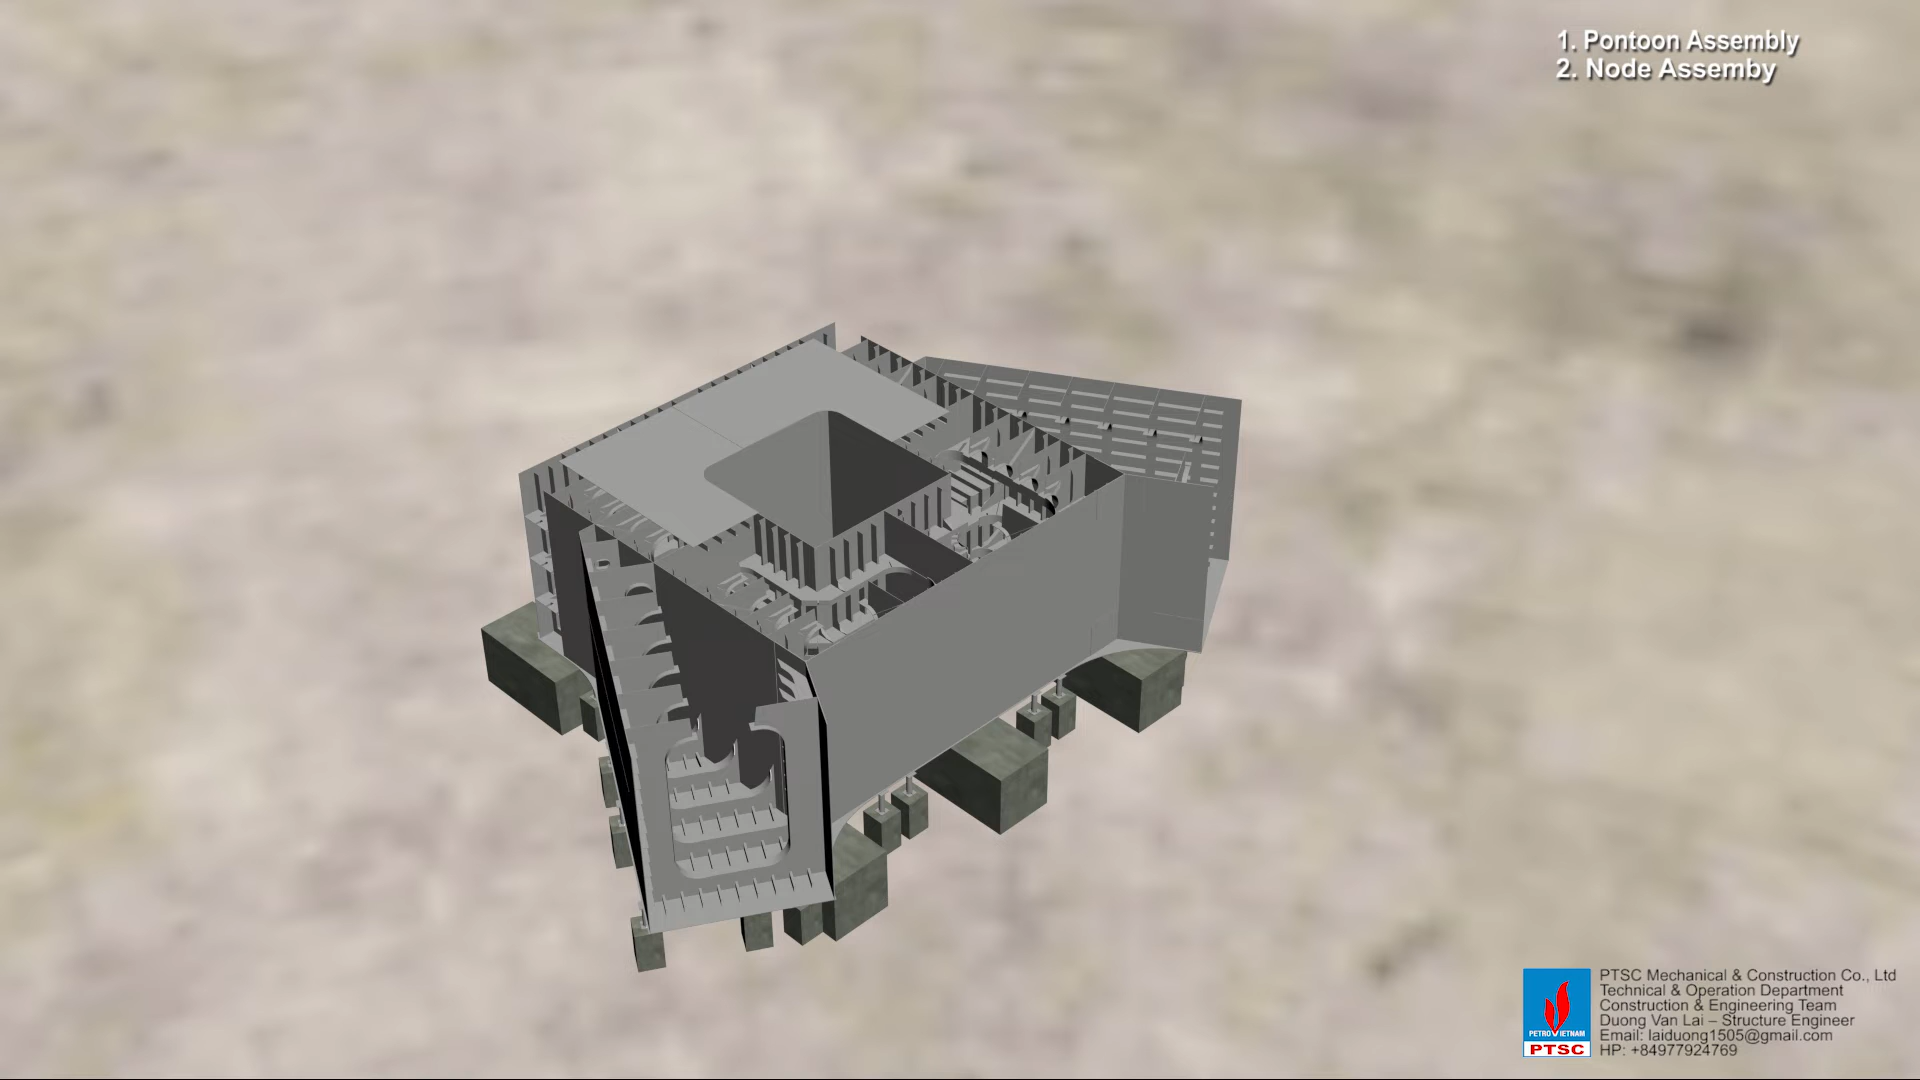 1. Pontoon Assembly
2. Node Assemby
PTSC Mechanical & Construction Co., Ltd
Technical & Operation Department
Construction & Engineering Team
Duong Van Lai – Structure Engineer
Email: laiduong1505@gmail.com
HP: +84977924769
PETROVIETNAM
PTSC